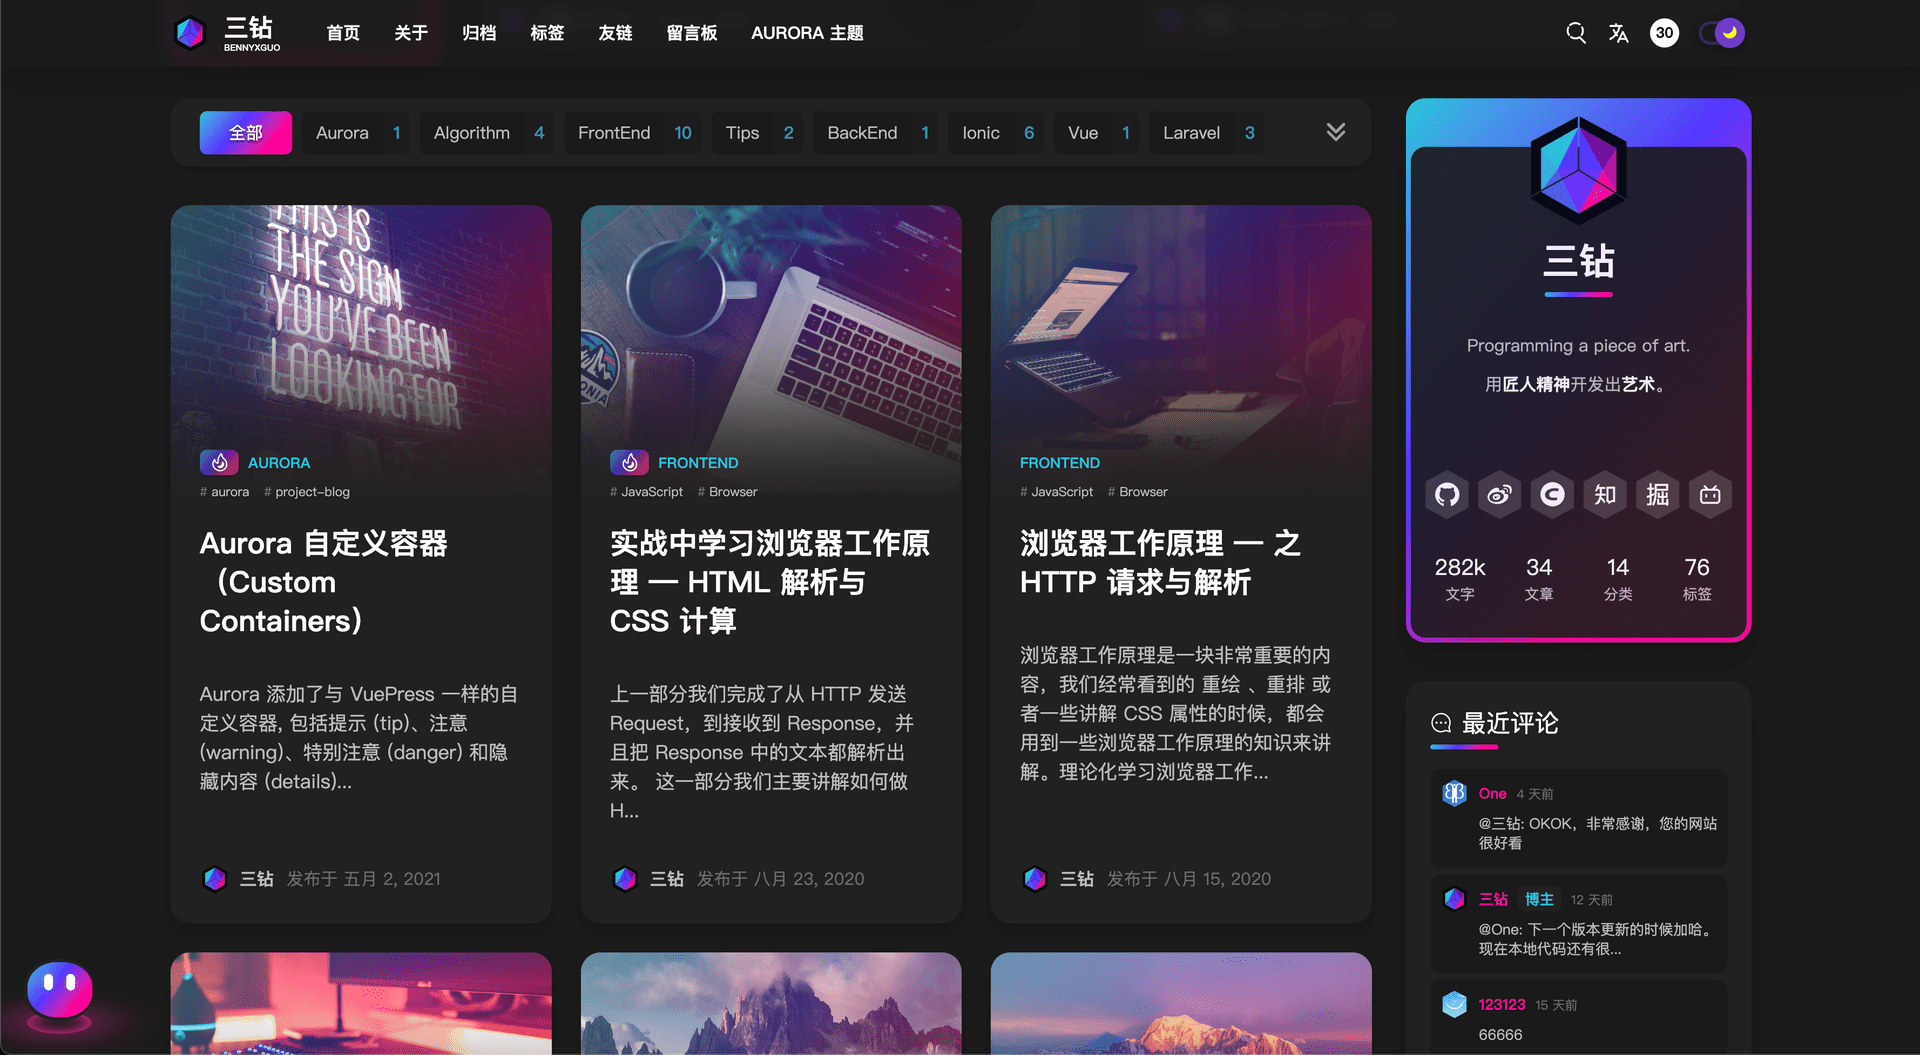 三钻
BENNYXGUO
首页 关于 归档 标签 友链 留言板 AURORA 主题
30
全部 Aurora 1 Algorithm 4 FrontEnd 10 Tips 2 BackEnd 1 Ionic 6 Vue 1 Laravel 3
THIS IS
THE SIGN
YOU'VE BEEN
LOOKING FOR
AURORA
# aurora # project-blog
Aurora 自定义容器
（Custom
Containers）
Aurora 添加了与 VuePress 一样的自
定义容器, 包括提示 (tip)、注意
(warning)、特别注意 (danger) 和隐
藏内容 (details)...
三钻 发布于 五月 2, 2021
FRONTEND
# JavaScript # Browser
实战中学习浏览器工作原
理 — HTML 解析与
CSS 计算
上一部分我们完成了从 HTTP 发送
Request，到接收到 Response，并
且把 Response 中的文本都解析出
来。 这一部分我们主要讲解如何做
H...
三钻 发布于 八月 23, 2020
FRONTEND
# JavaScript # Browser
浏览器工作原理 — 之
HTTP 请求与解析
浏览器工作原理是一块非常重要的内
容，我们经常看到的 重绘 、重排 或
者一些讲解 CSS 属性的时候，都会
用到一些浏览器工作原理的知识来讲
解。理论化学习浏览器工作...
三钻 发布于 八月 15, 2020
三钻
Programming a piece of art.
用匠人精神开发出艺术。
知 掘
282k 34 14 76
文字 文章 分类 标签
最近评论
One 4 天前
@三钻: OKOK，非常感谢，您的网站
很好看
三钻 博主 12 天前
@One: 下一个版本更新的时候加哈。
现在本地代码还有很...
123123 15 天前
66666